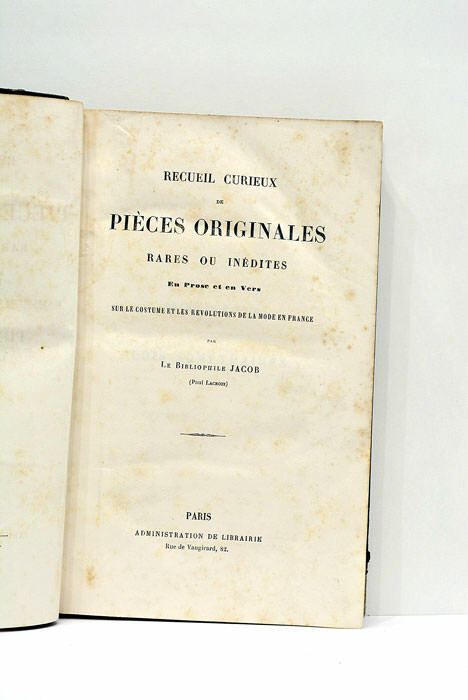 RECUEIL CURIEUX
DE
PIÈCES ORIGINALES
RARES OU INÉDITES
En Prose et en Vers
SUR LE COSTUME ET LES REVOLUTIONS DE LA MODE EN FRANCE
PAR
LE BIBLIOPHILE JACOB
(Paul LACROIX)
PARIS
ADMINISTRATION DE LIBRAIRIE
Rue de Vaugirard, 82.